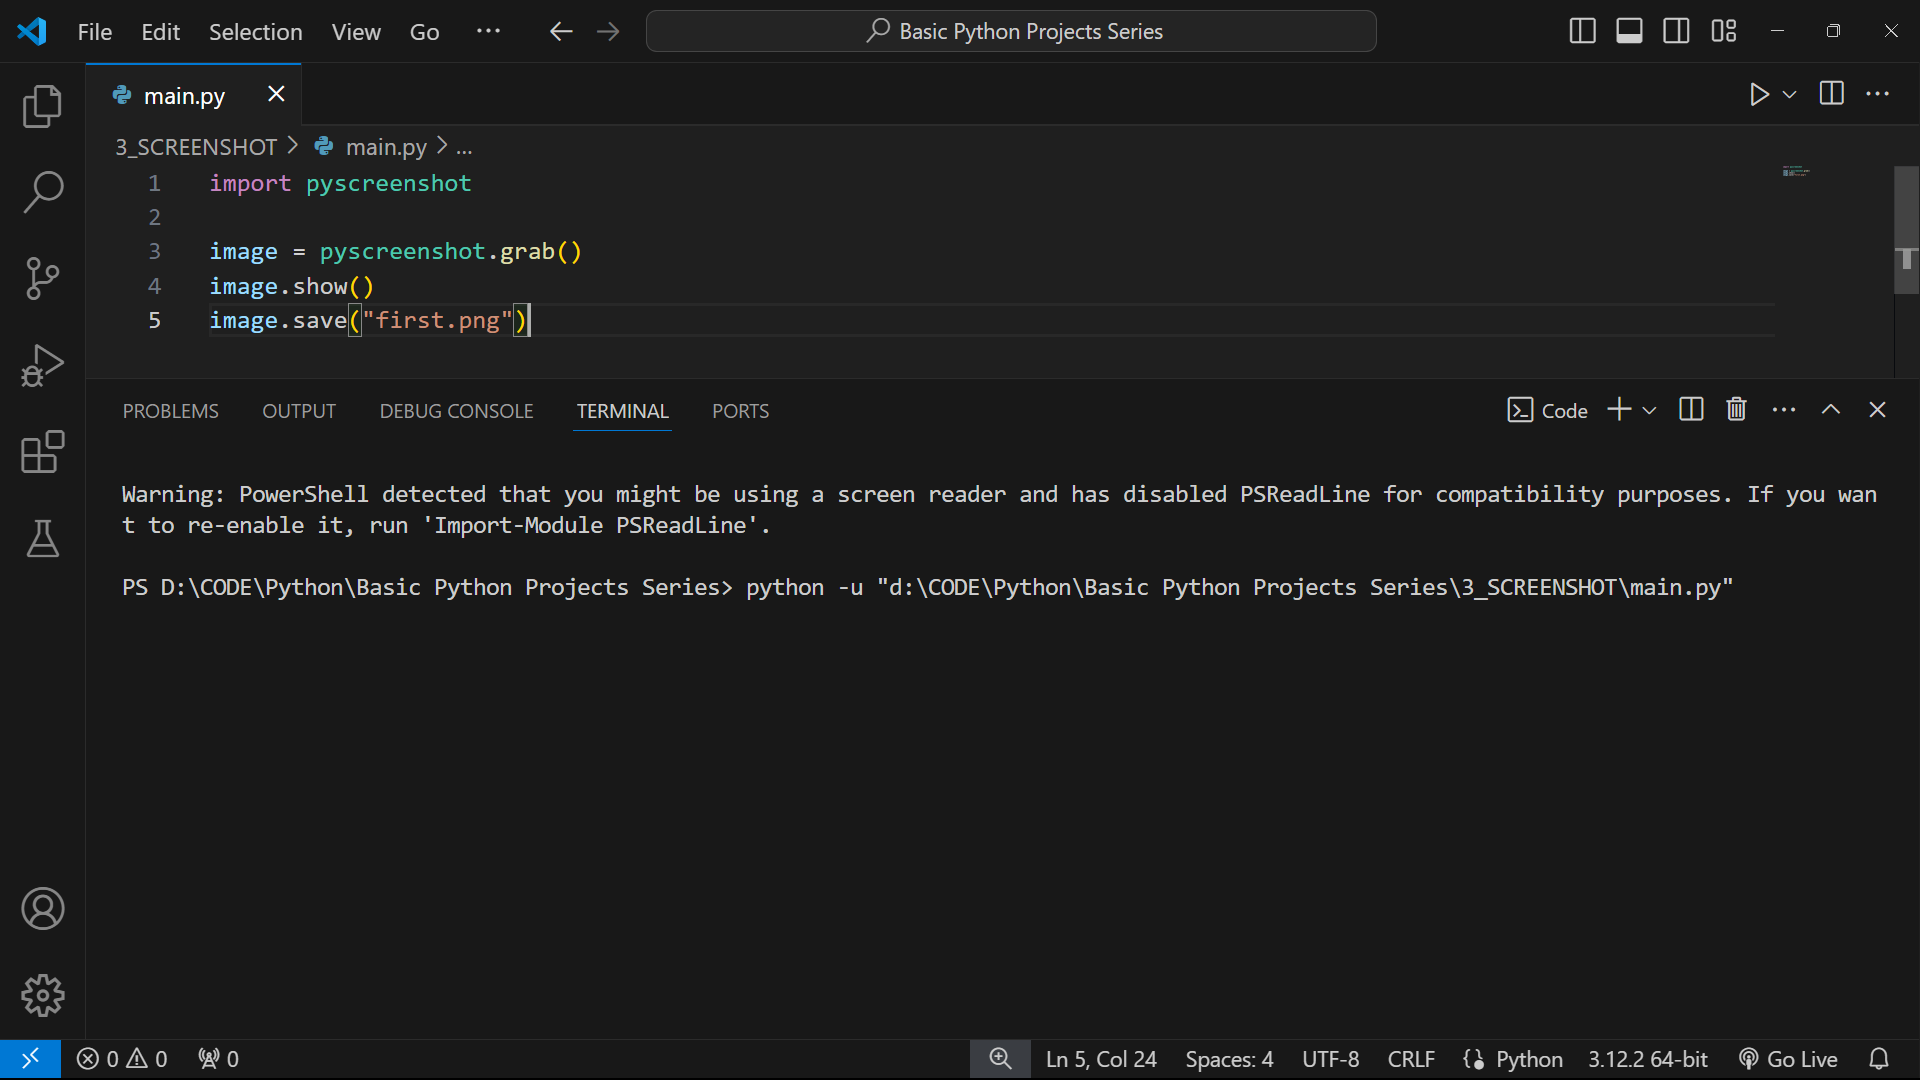 File Edit Selection View Go ··· Basic Python Projects Series
main.py
3_SCREENSHOT > main.py > ...
1 import pyscreenshot
2
3 image = pyscreenshot.grab()
4 image.show()
5 image.save("first.png")
PROBLEMS OUTPUT DEBUG CONSOLE TERMINAL PORTS Code
Warning: PowerShell detected that you might be using a screen reader and has disabled PSReadLine for compatibility purposes. If you wan
t to re-enable it, run 'Import-Module PSReadLine'.
PS D:\CODE\Python\Basic Python Projects Series> python -u "d:\CODE\Python\Basic Python Projects Series\3_SCREENSHOT\main.py"
0 0 0 Ln 5, Col 24 Spaces: 4 UTF-8 CRLF Python 3.12.2 64-bit Go Live